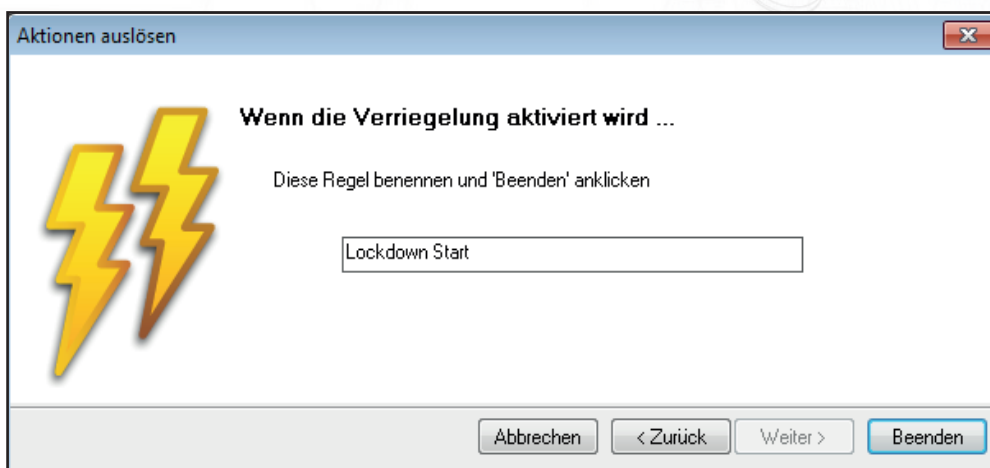 Aktionen auslösen
Wenn die Verriegelung aktiviert wird ...
Diese Regel benennen und 'Beenden' anklicken
Lockdown Start
Abbrechen
< Zurück
Weiter >
Beenden